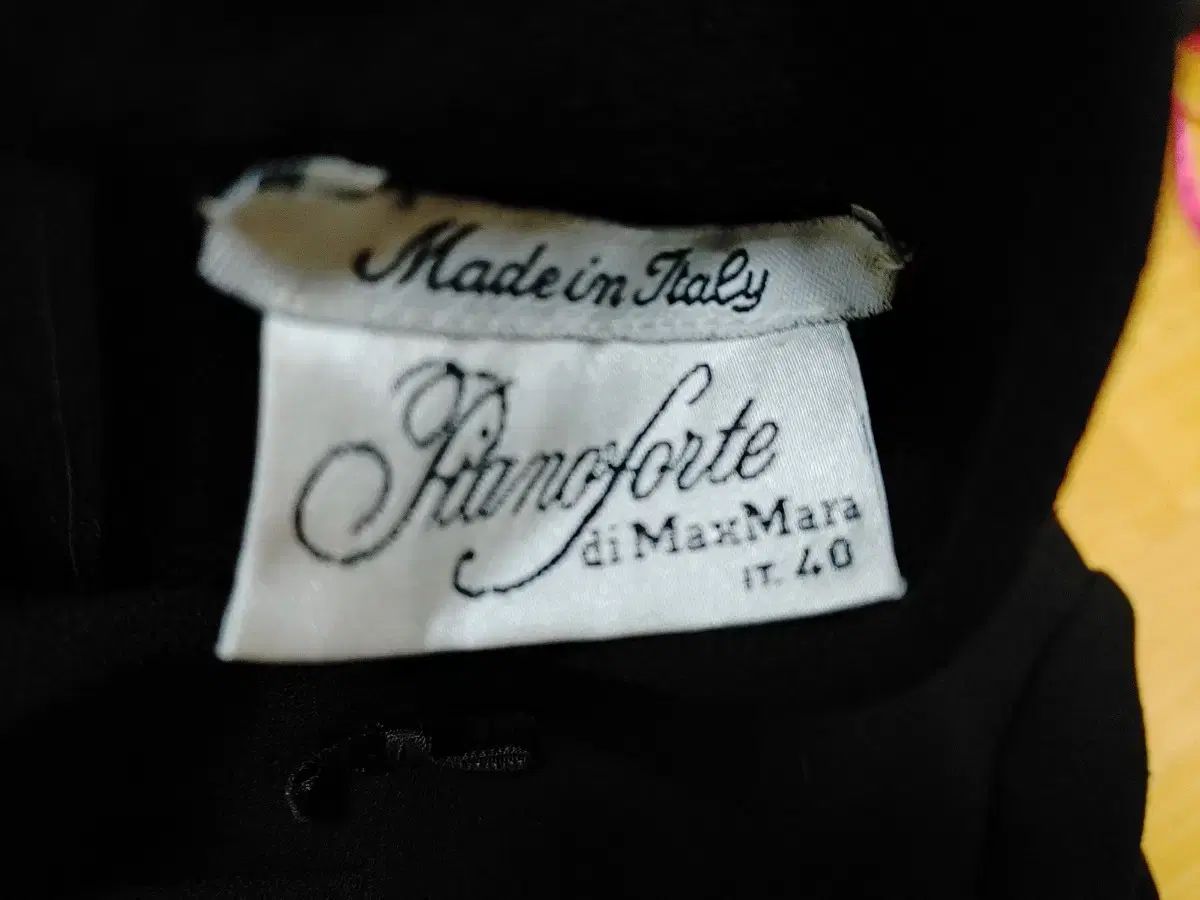 Made in Italy
Pianoforte
di MaxMara
IT. 40